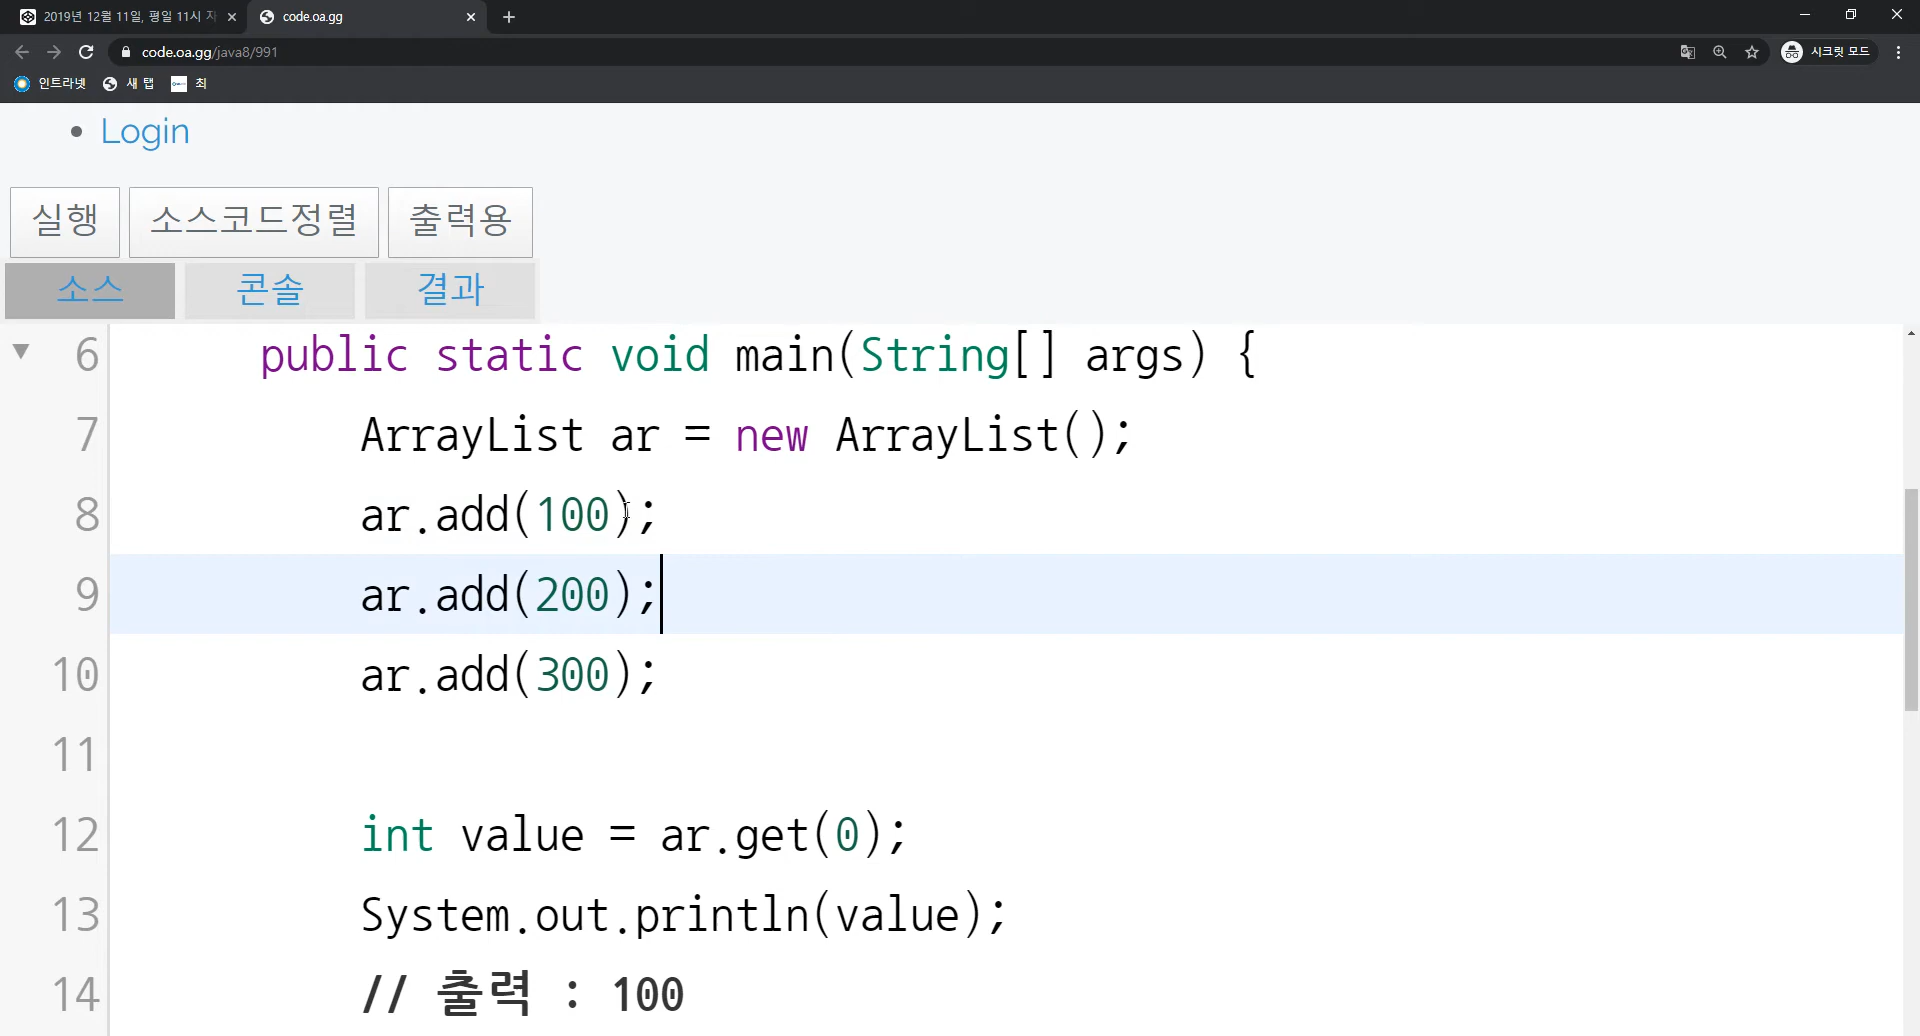 2019년 12월 11일, 평일 11시 자
code.oa.gg
code.oa.gg/java8/991
시크릿 모드
인트라넷
새 탭
최
Login
실행
소스코드정렬
출력용
소스
콘솔
결과
6 public static void main(String[] args) {
7 ArrayList ar = new ArrayList();
8 ar.add(100);
9 ar.add(200);
10 ar.add(300);
11
12 int value = ar.get(0);
13 System.out.println(value);
14 // 출력 : 100